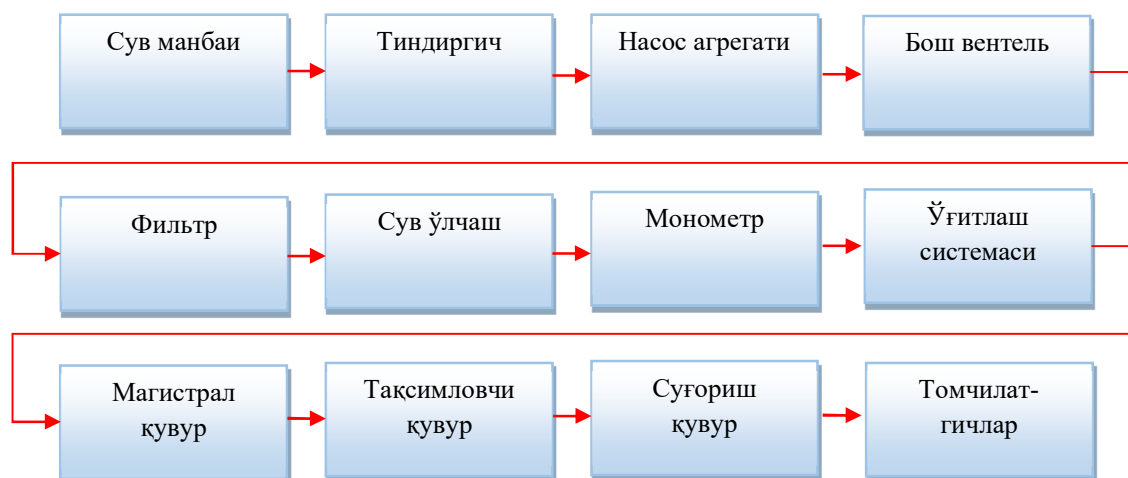 Сув манбаи
Тиндиргич
Насос агрегати
Бош вентель
Фильтр
Сув ўлчаш
Монометр
Ўғитлаш
системаси
Магистрал
қувур
Тақсимловчи
қувур
Суғориш
қувур
Томчилат-
гичлар